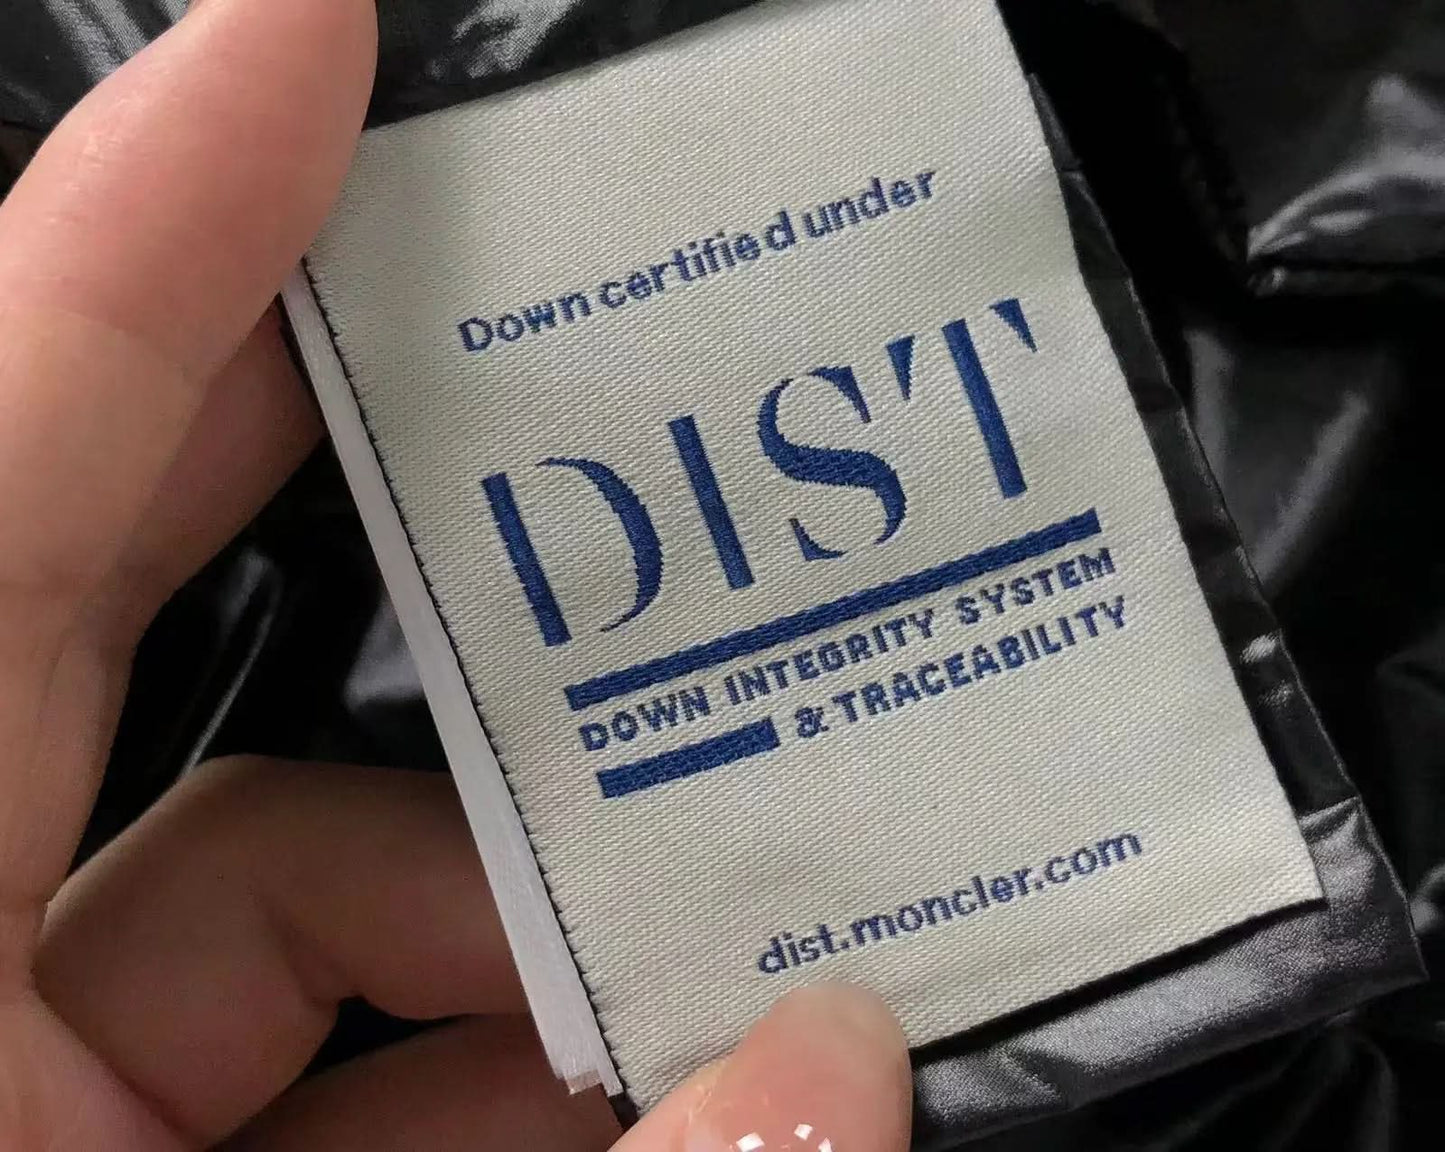 Down certified under
DIST
DOWN INTEGRITY SYSTEM
& TRACEABILITY
dist.moncler.com